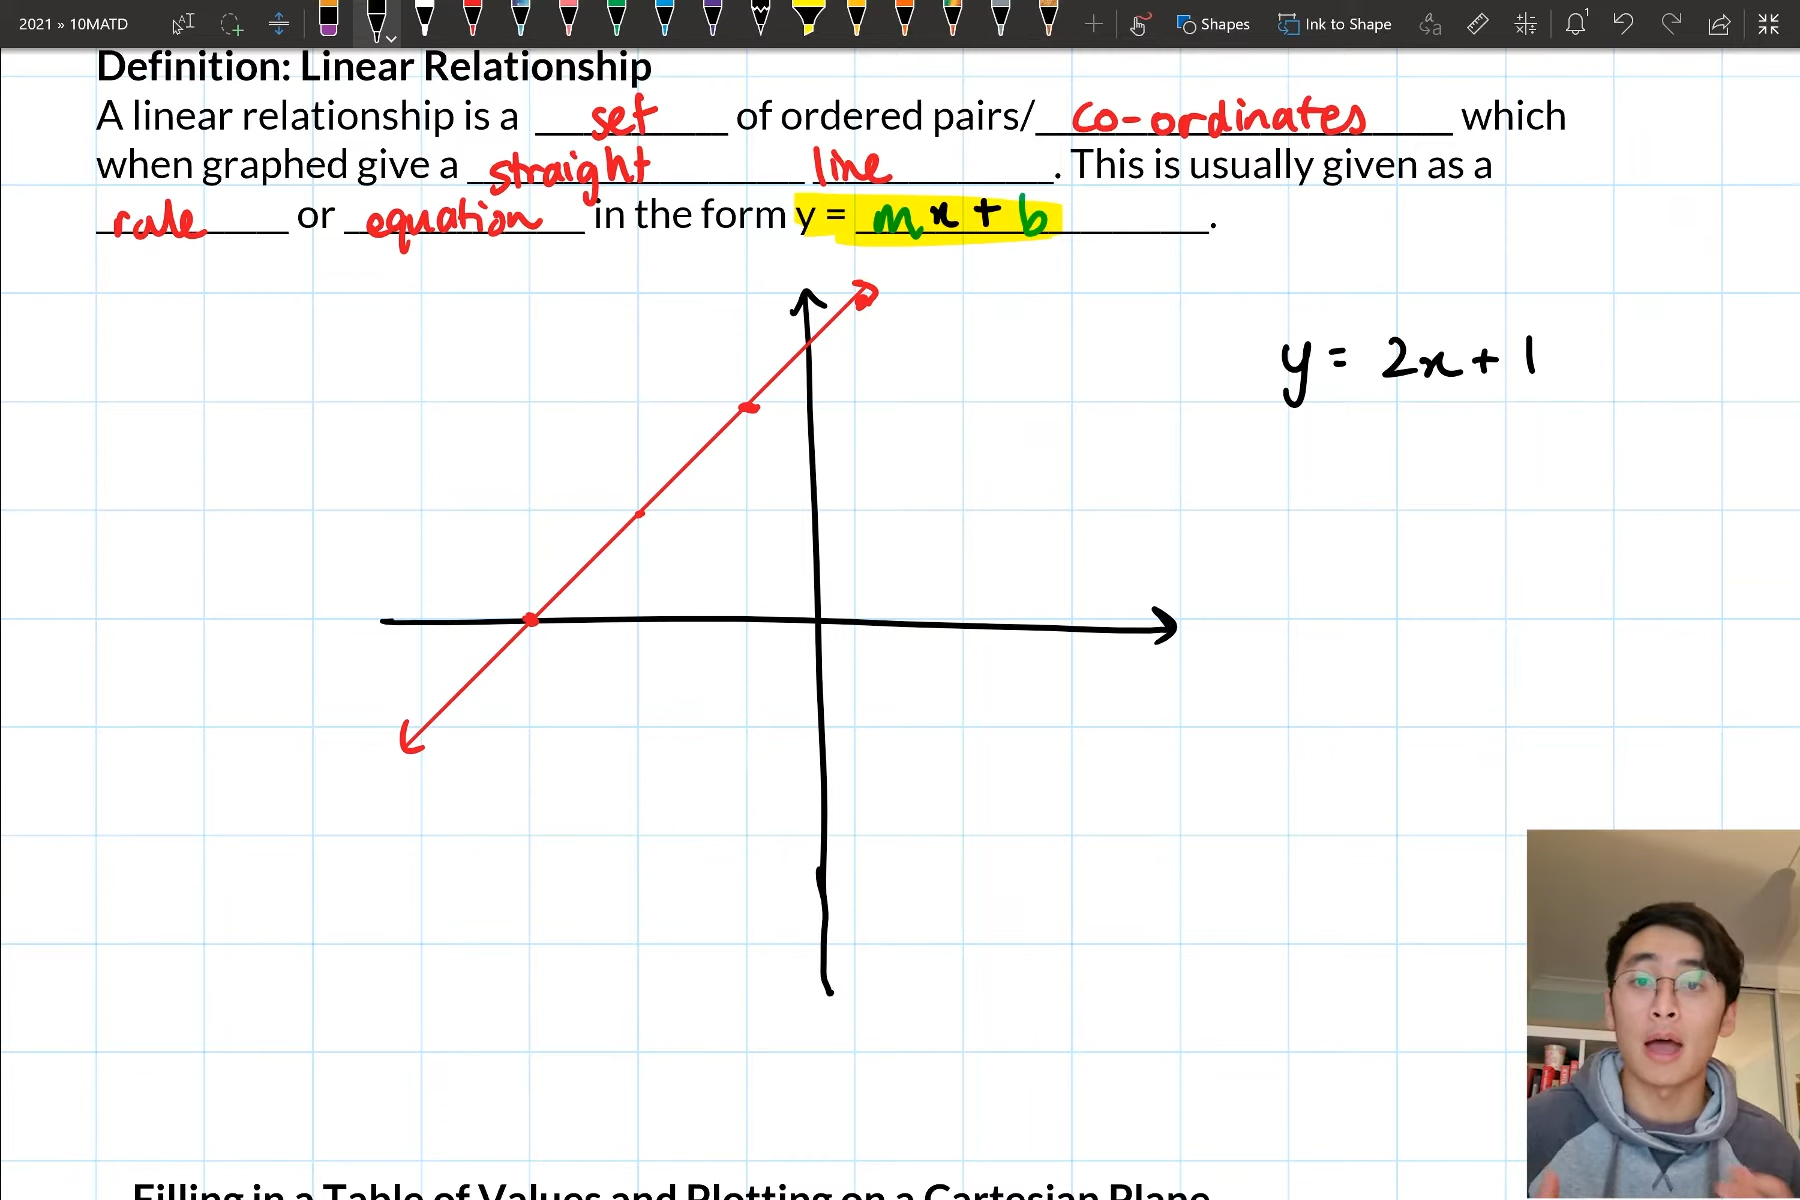 2021 » 10MATD
Shapes
Ink to Shape
1
Definition: Linear Relationship
A linear relationship is a set of ordered pairs/ co-ordinates which
when graphed give a straight line. This is usually given as a
rule or equation in the form y = mx + b.
y = 2x + 1
Filling in a Table of Values and Plotting on a Cartesian Plane